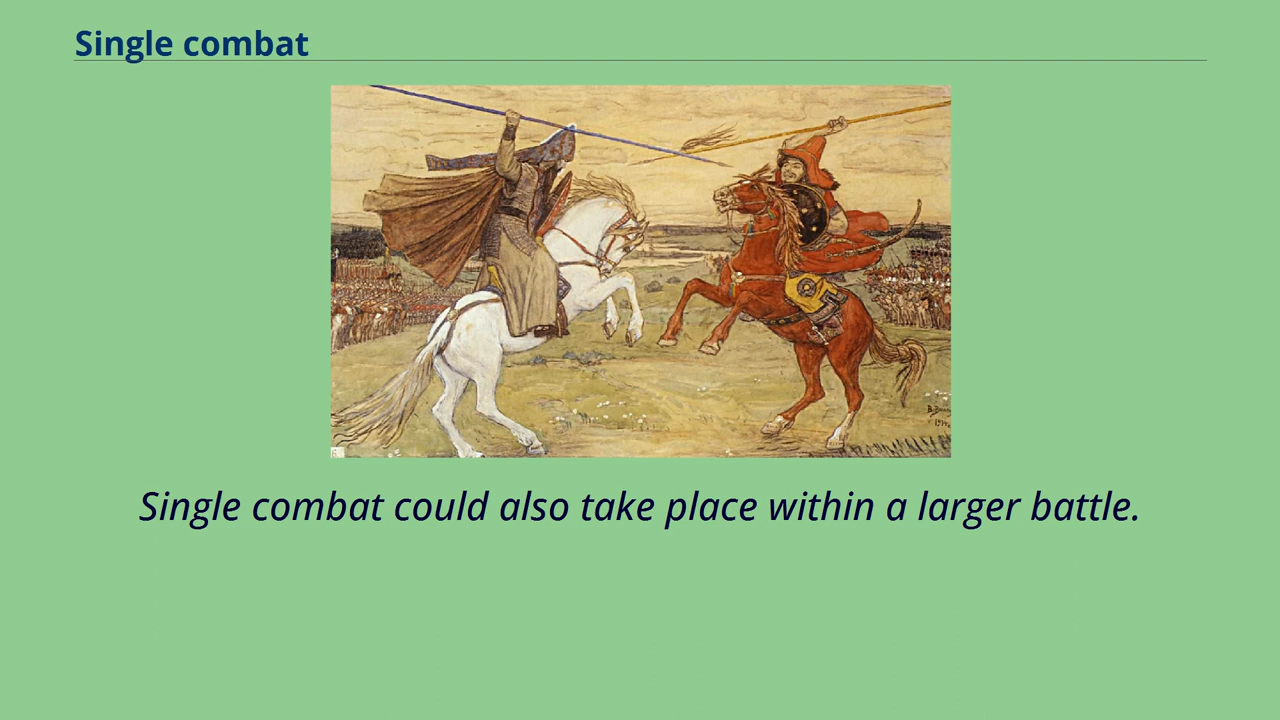 Single combat
Single combat could also take place within a larger battle.